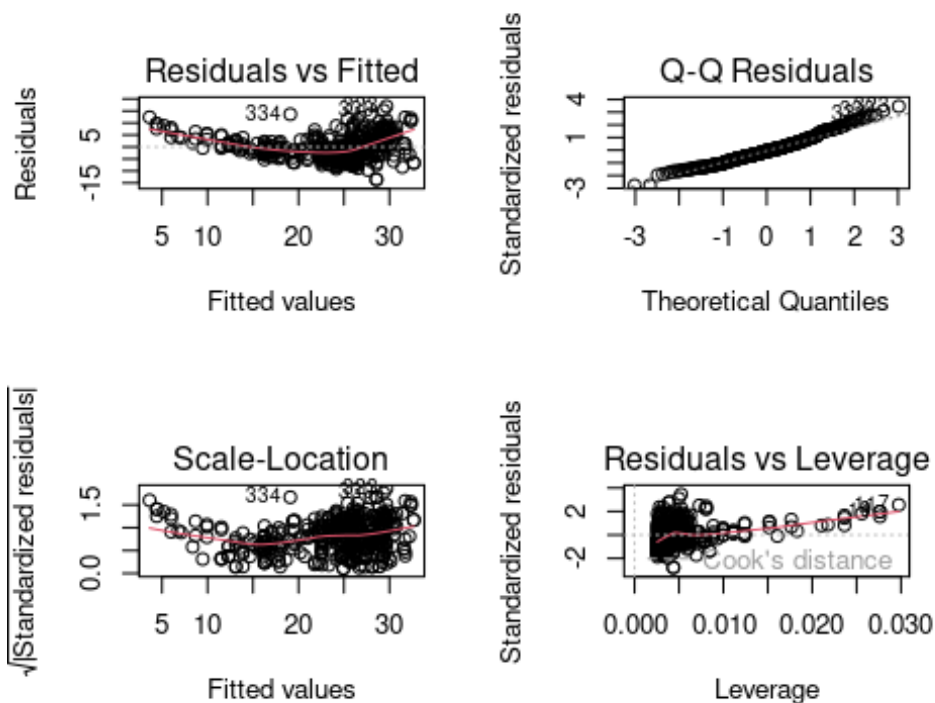 Residuals vs Fitted
Residuals
5
-15
334
5 10 20 30
Fitted values
Q-Q Residuals
Standardized residuals
4
1
-3
-3 -1 0 1 2 3
Theoretical Quantiles
Scale-Location
√|Standardized residuals|
1.5
0.0
334
5 10 20 30
Fitted values
Residuals vs Leverage
Standardized residuals
2
-2
117
Cook's distance
0.000 0.010 0.020 0.030
Leverage